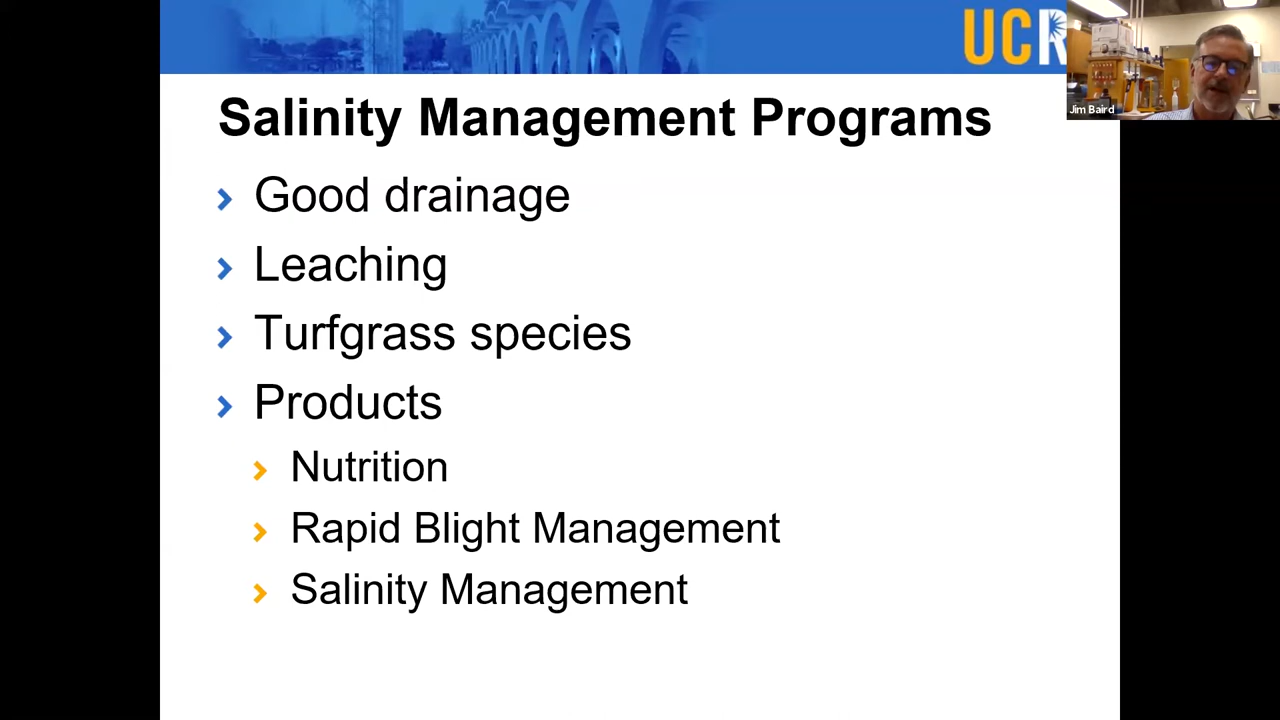 UCR
Jim Baird
Salinity Management Programs
Good drainage
Leaching
Turfgrass species
Products
Nutrition
Rapid Blight Management
Salinity Management